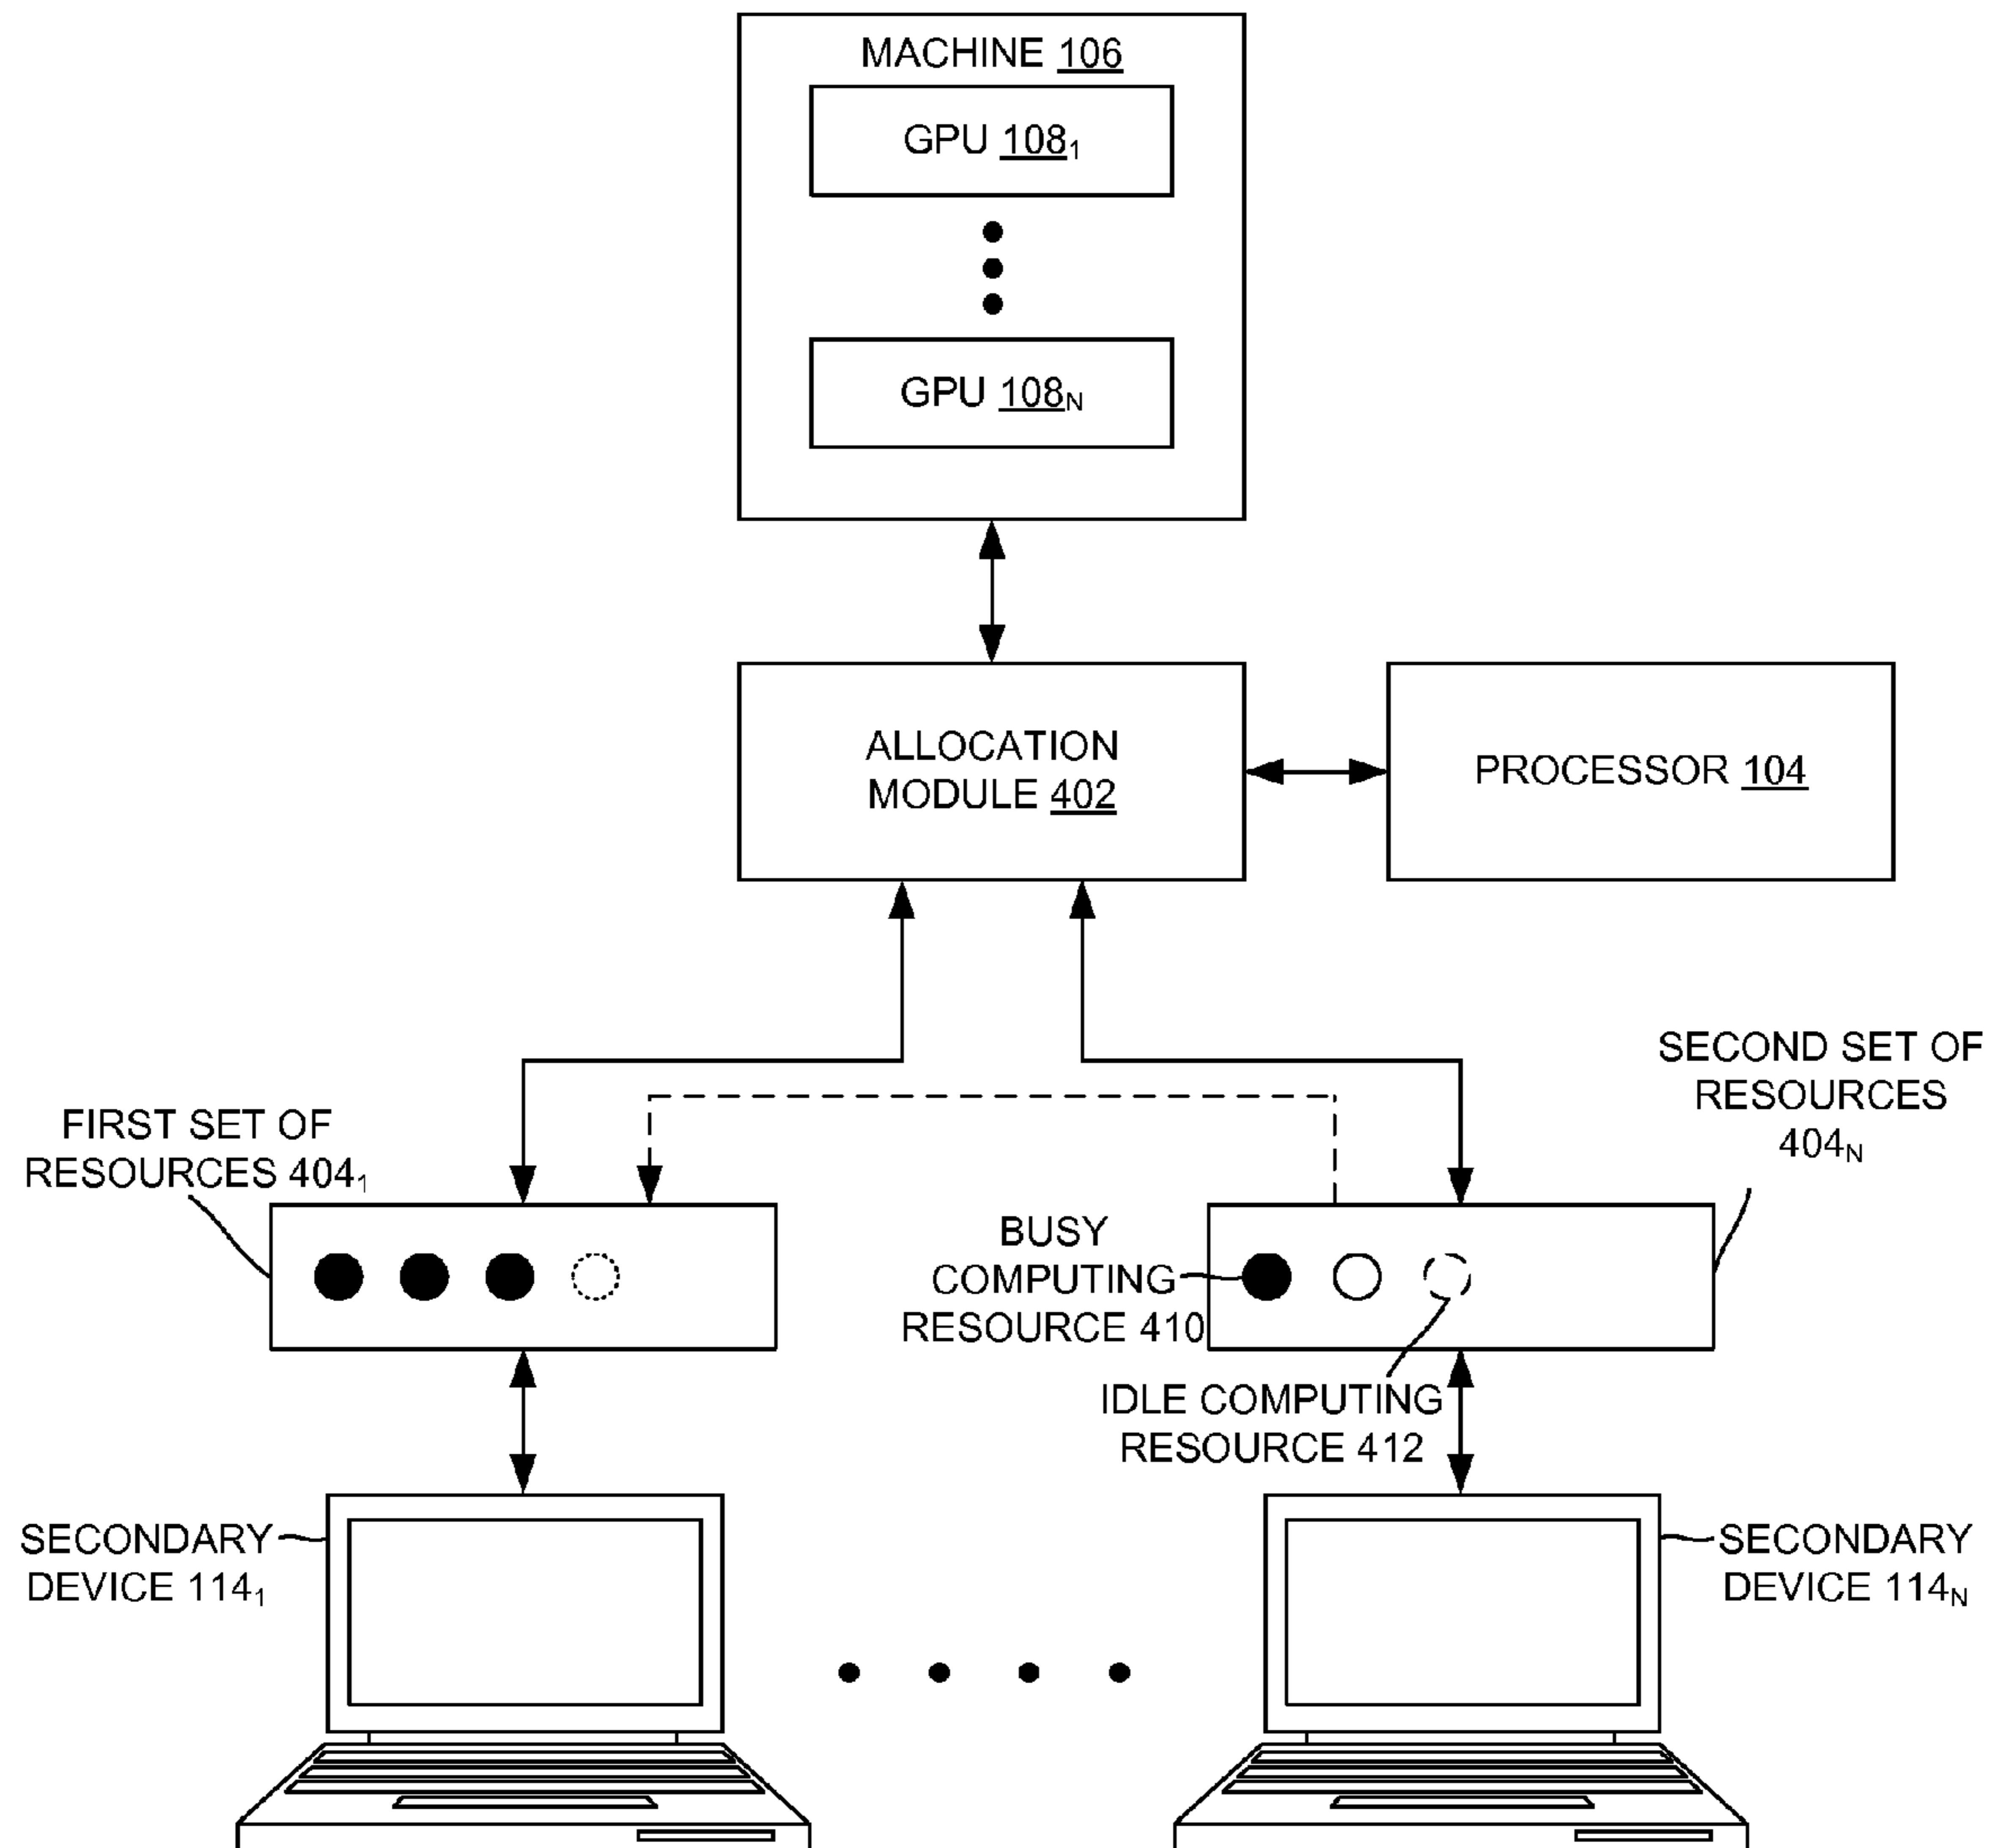 MACHINE 106
GPU 108₁
GPU 108N
ALLOCATION
MODULE 402
PROCESSOR 104
SECOND SET OF
RESOURCES
404N
FIRST SET OF
RESOURCES 404₁
BUSY
COMPUTING
RESOURCE 410
IDLE COMPUTING
RESOURCE 412
SECONDARY
DEVICE 114₁
SECONDARY
DEVICE 114N